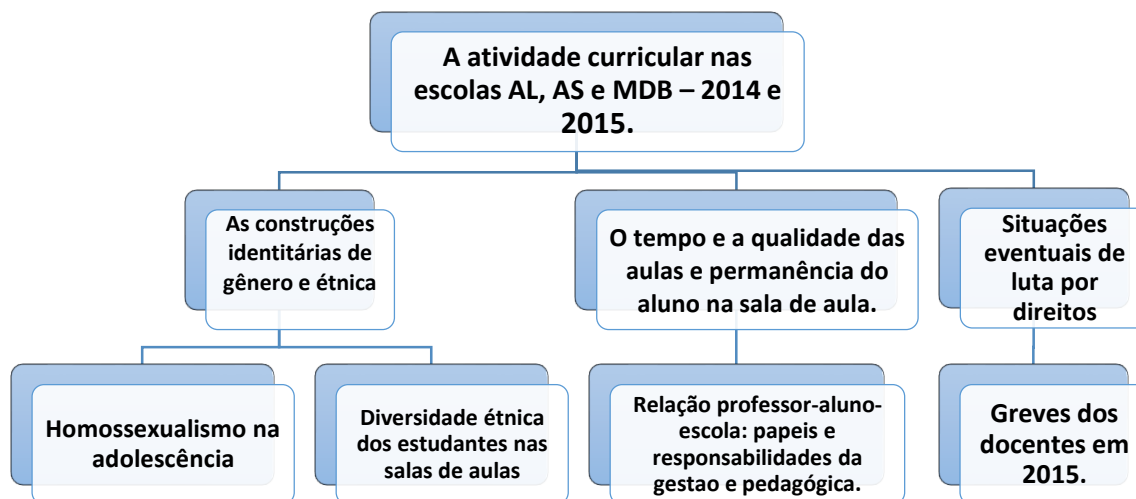 A atividade curricular nas
escolas AL, AS e MDB – 2014 e
2015.
As construções
identitárias de
gênero e étnica
O tempo e a qualidade das
aulas e permanência do
aluno na sala de aula.
Situações
eventuais de
luta por
direitos
Homossexualismo na
adolescência
Diversidade étnica
dos estudantes nas
salas de aulas
Relação professor-aluno-
escola: papeis e
responsabilidades da
gestao e pedagógica.
Greves dos
docentes em
2015.